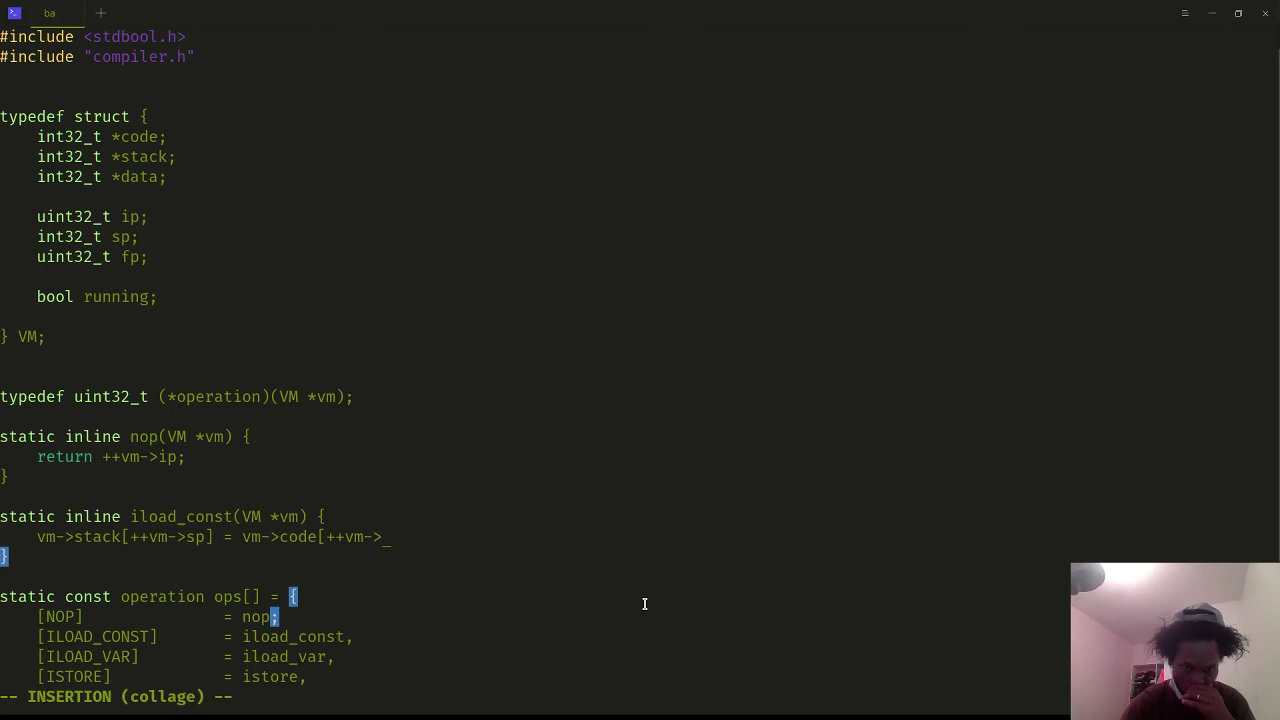 ba
#include <stdbool.h>
#include "compiler.h"
typedef struct {
    int32_t *code;
    int32_t *stack;
    int32_t *data;
    uint32_t ip;
    int32_t sp;
    uint32_t fp;
    bool running;
} VM;
typedef uint32_t (*operation)(VM *vm);
static inline nop(VM *vm) {
    return ++vm->ip;
}
static inline iload_const(VM *vm) {
    vm->stack[++vm->sp] = vm->code[++vm->_
}
static const operation ops[] = {
    [NOP]               = nop;
    [ILOAD_CONST]       = iload_const,
    [ILOAD_VAR]         = iload_var,
    [ISTORE]            = istore,
-- INSERTION (collage) --